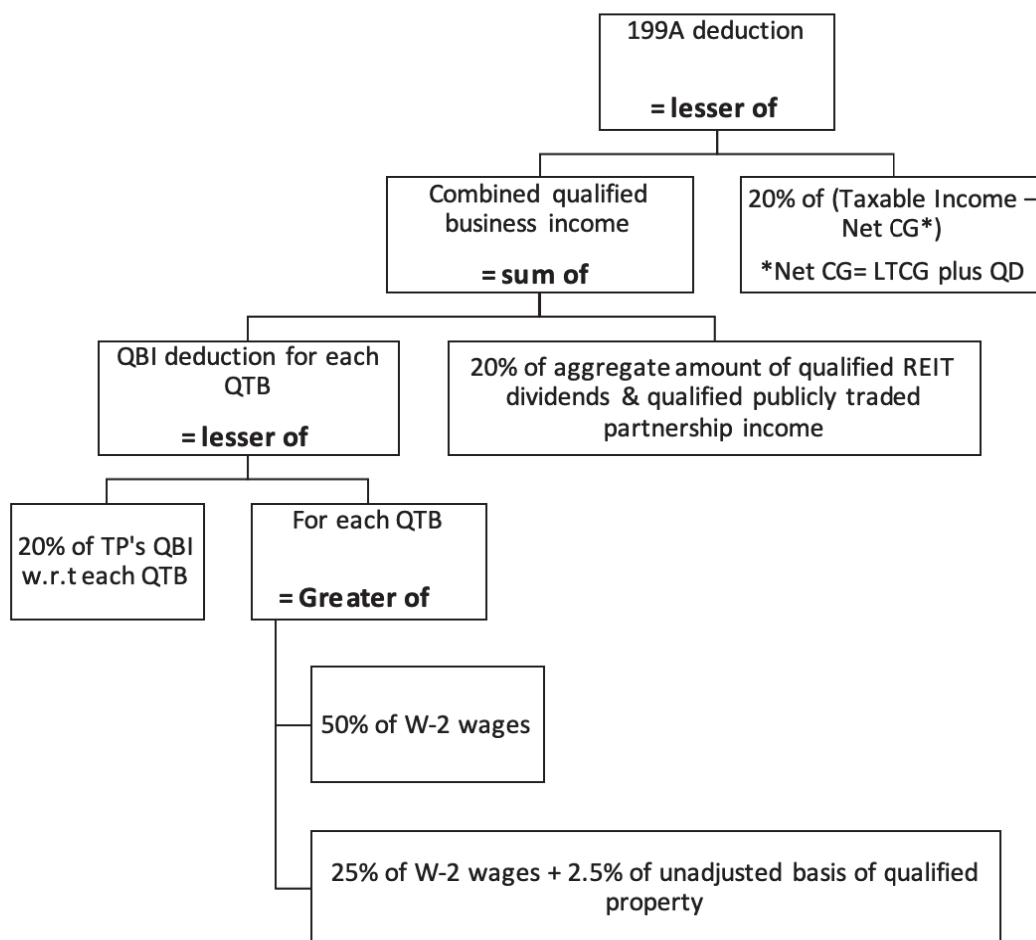 199A deduction
= lesser of
Combined qualified
business income
= sum of
20% of (Taxable Income –
Net CG*)
*Net CG= LTCG plus QD
QBI deduction for each
QTB
= lesser of
20% of aggregate amount of qualified REIT
dividends & qualified publicly traded
partnership income
20% of TP's QBI
w.r.t each QTB
For each QTB
= Greater of
50% of W-2 wages
25% of W-2 wages + 2.5% of unadjusted basis of qualified
property